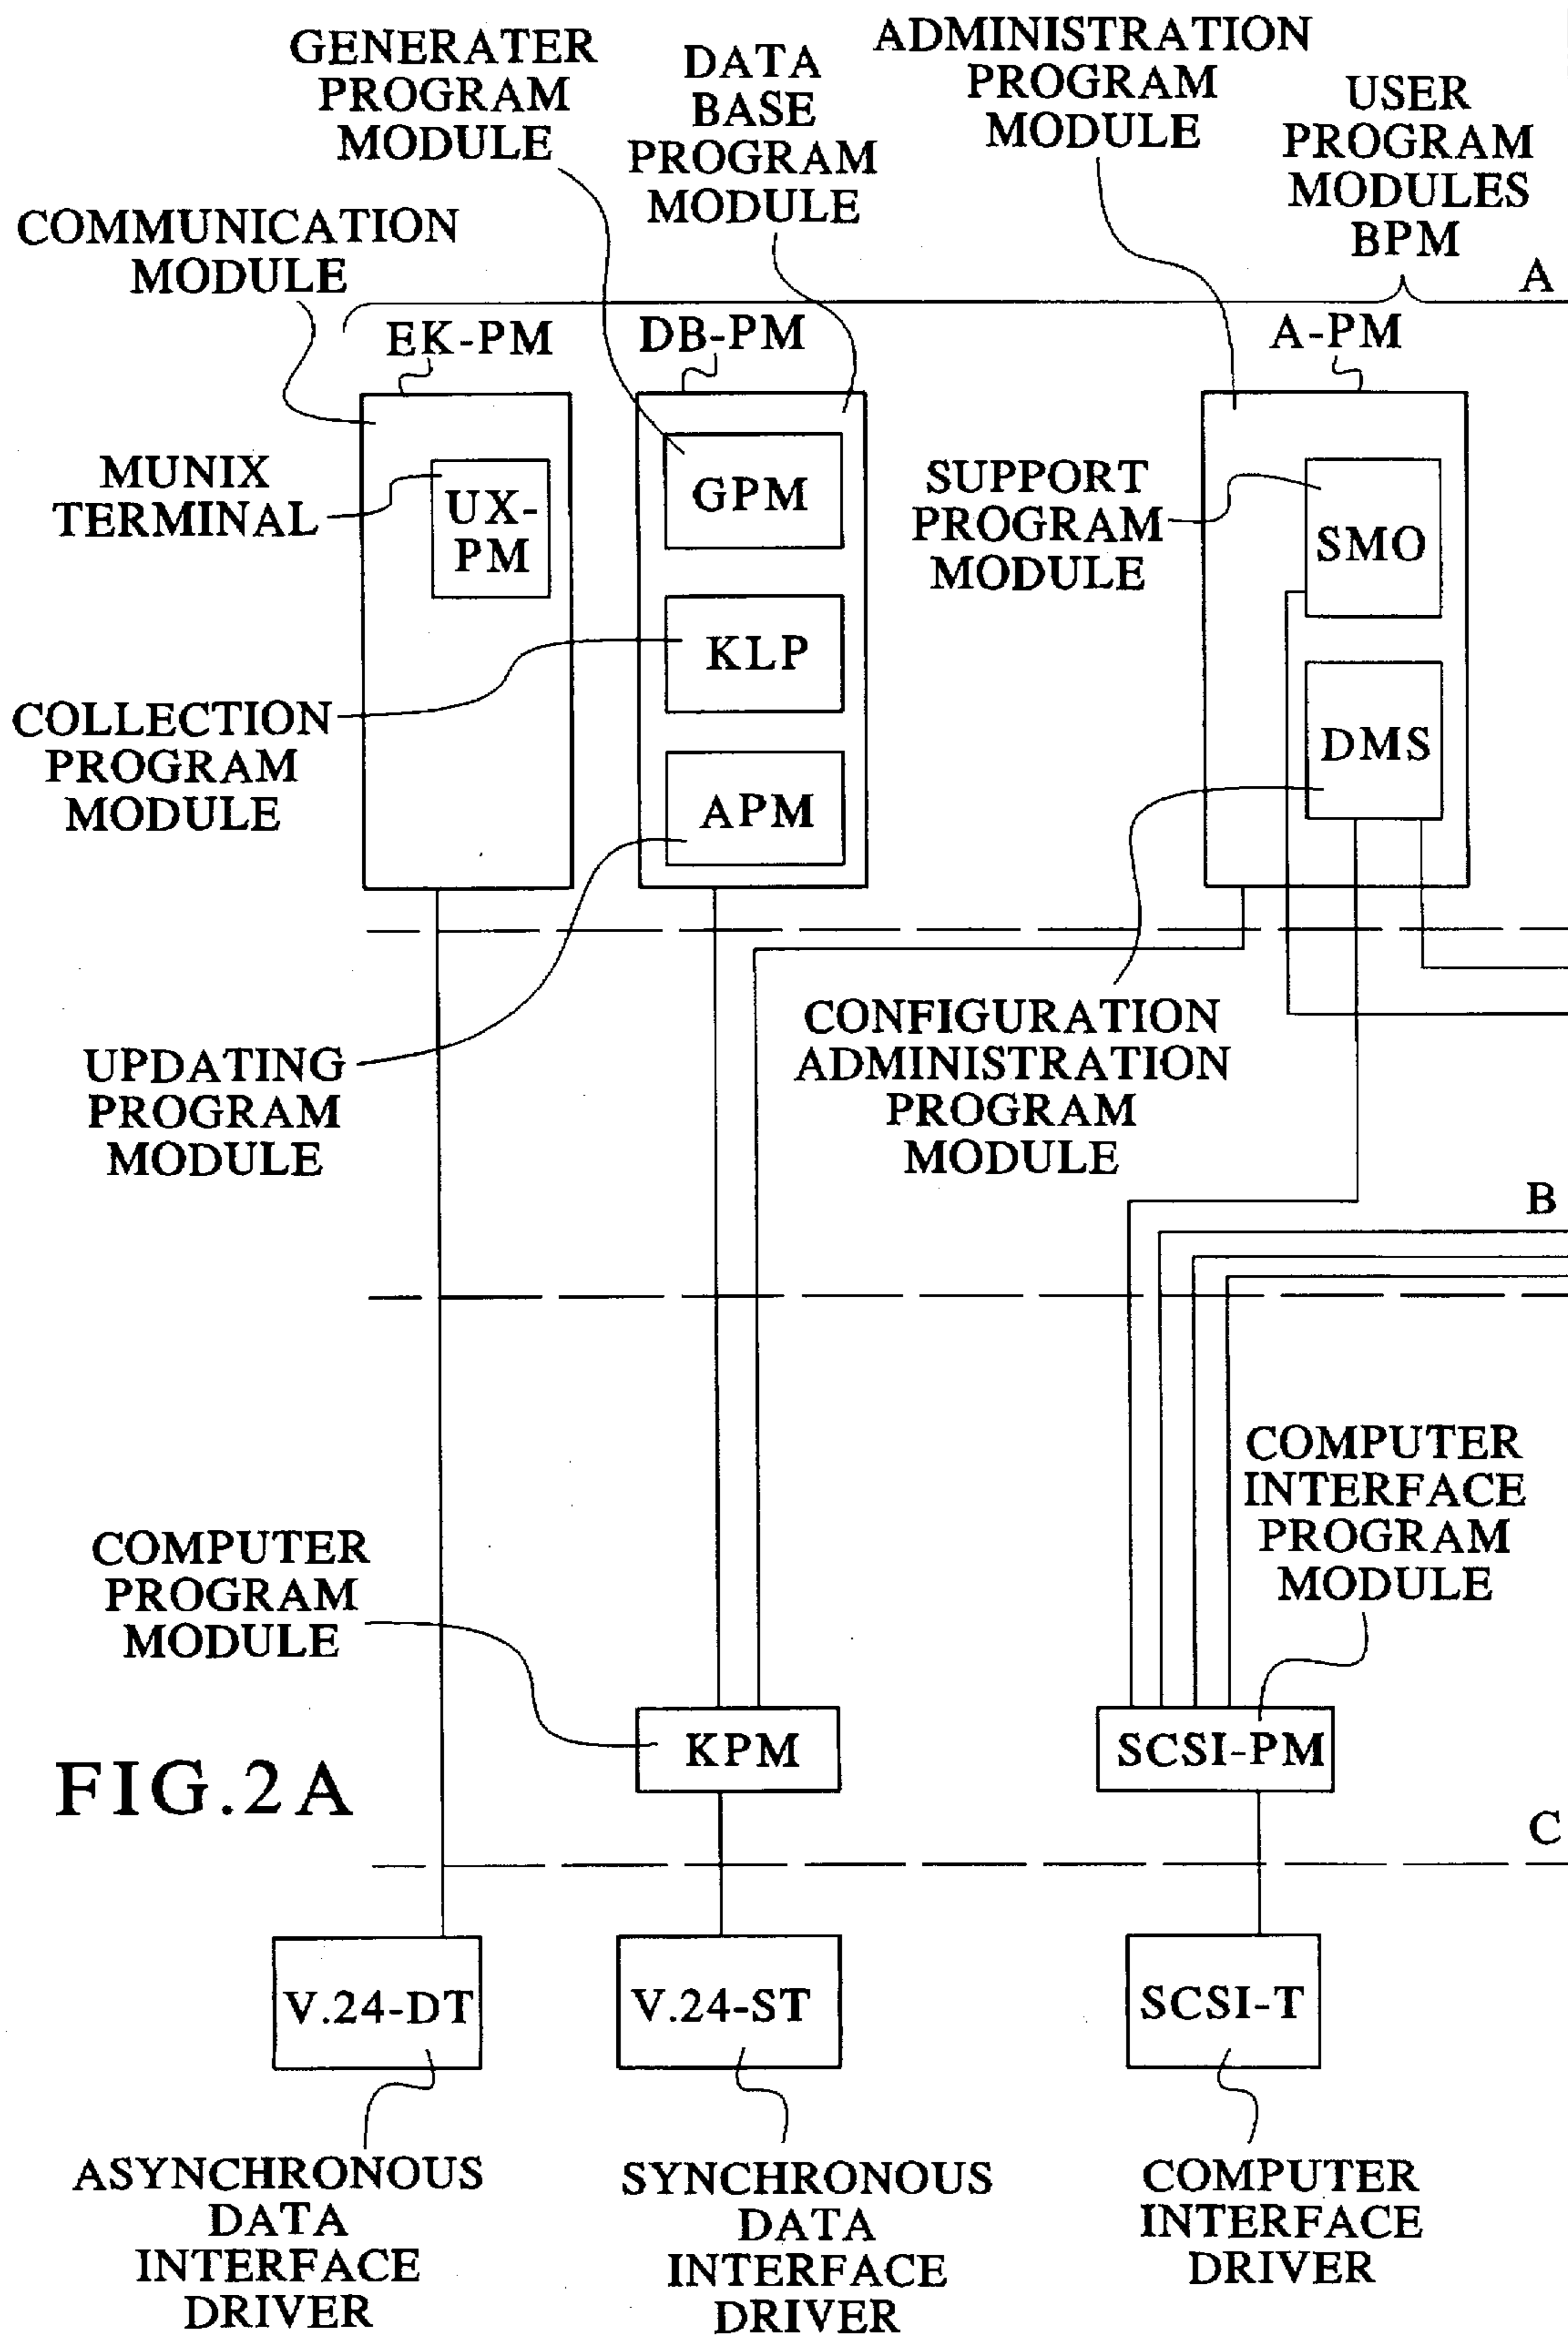 GENERATER
PROGRAM
MODULE
DATA
BASE
PROGRAM
MODULE
ADMINISTRATION
PROGRAM
MODULE
USER
PROGRAM
MODULES
BPM
COMMUNICATION
MODULE
A
EK-PM
DB-PM
A-PM
MUNIX
TERMINAL
UX-
PM
GPM
SUPPORT
PROGRAM
MODULE
SMO
KLP
COLLECTION
PROGRAM
MODULE
DMS
APM
CONFIGURATION
ADMINISTRATION
PROGRAM
MODULE
UPDATING
PROGRAM
MODULE
B
COMPUTER
INTERFACE
PROGRAM
MODULE
COMPUTER
PROGRAM
MODULE
KPM
SCSI-PM
FIG.2A
C
V.24-DT
V.24-ST
SCSI-T
ASYNCHRONOUS
DATA
INTERFACE
DRIVER
SYNCHRONOUS
DATA
INTERFACE
DRIVER
COMPUTER
INTERFACE
DRIVER